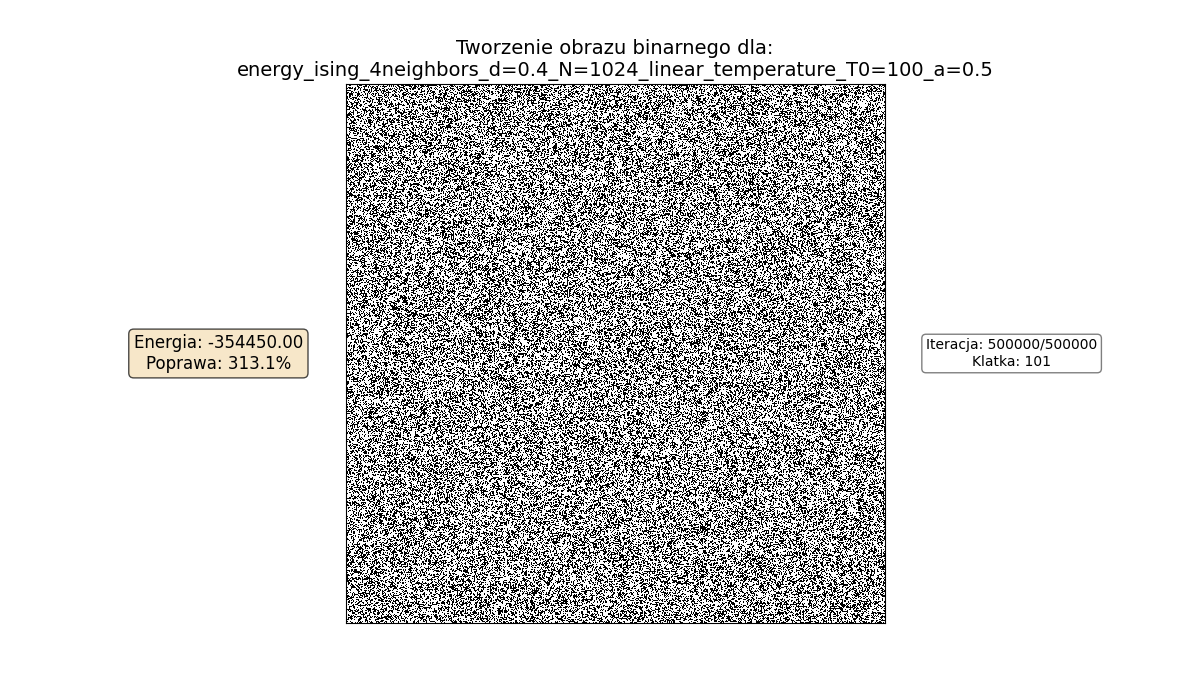 Tworzenie obrazu binarnego dla:
energy_ising_4neighbors_d=0.4_N=1024_linear_temperature_T0=100_a=0.5
Energia: -354450.00
Poprawa: 313.1%
Iteracja: 500000/500000
Klatka: 101